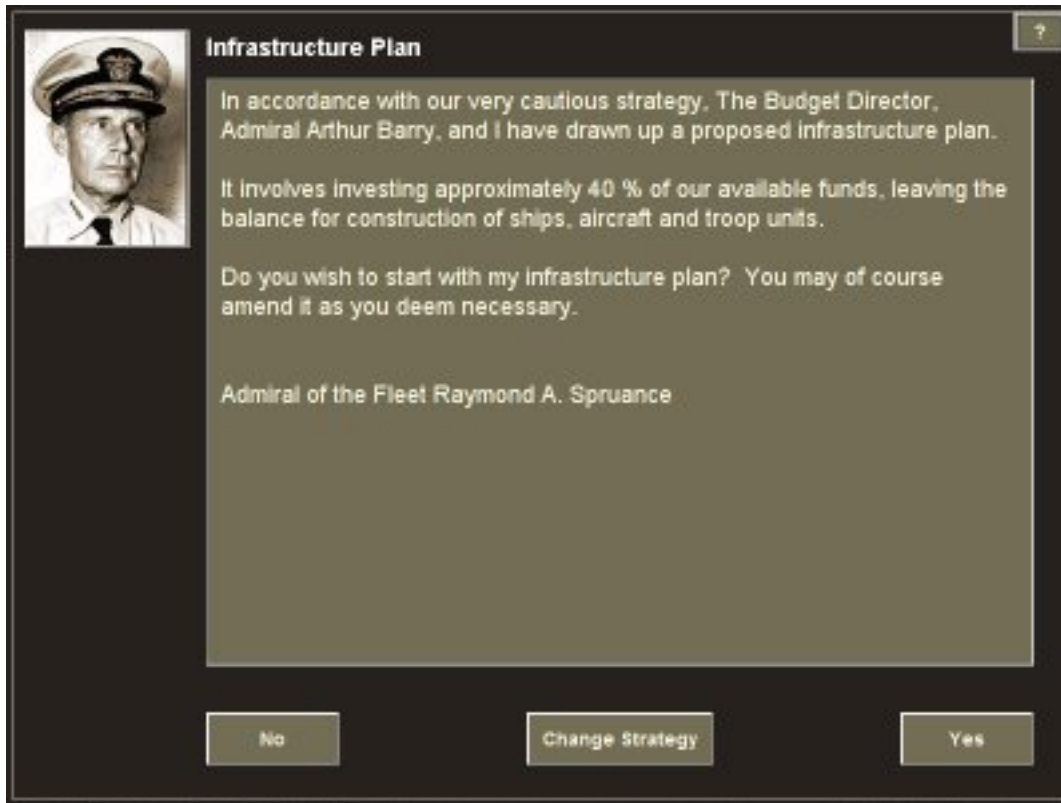 ?
Infrastructure Plan
In accordance with our very cautious strategy, The Budget Director,
Admiral Arthur Barry, and I have drawn up a proposed infrastructure plan.
It involves investing approximately 40 % of our available funds, leaving the
balance for construction of ships, aircraft and troop units.
Do you wish to start with my infrastructure plan?  You may of course
amend it as you deem necessary.
Admiral of the Fleet Raymond A. Spruance
No
Change Strategy
Yes